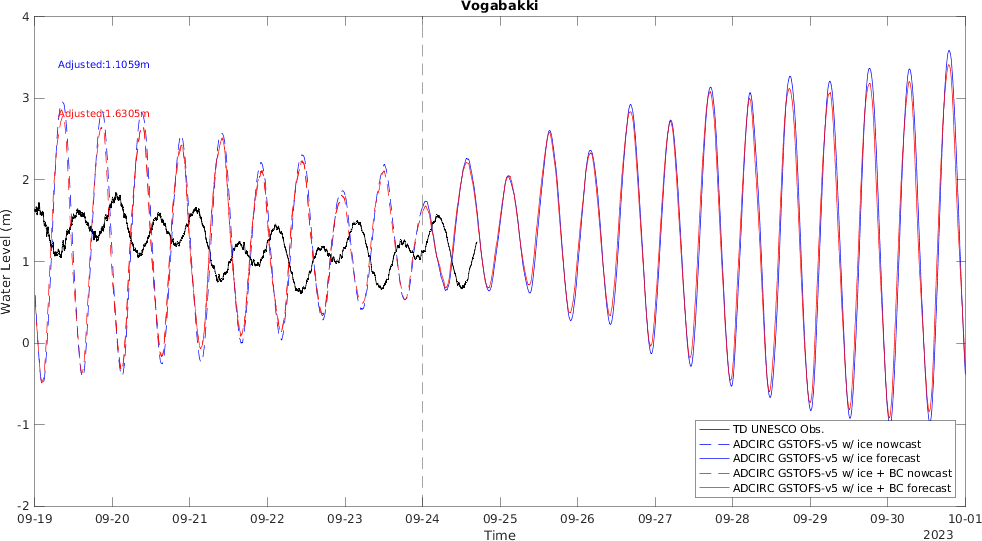 Vogabakki
4
3
2
1
0
-1
-2
Water Level (m)
Adjusted:1.1059m
Adjusted:1.6305m
TD UNESCO Obs.
ADCIRC GSTOFS-v5 w/ ice nowcast
ADCIRC GSTOFS-v5 w/ ice forecast
ADCIRC GSTOFS-v5 w/ ice + BC nowcast
ADCIRC GSTOFS-v5 w/ ice + BC forecast
09-19 09-20 09-21 09-22 09-23 09-24 09-25 09-26 09-27 09-28 09-29 09-30 10-01
Time
2023